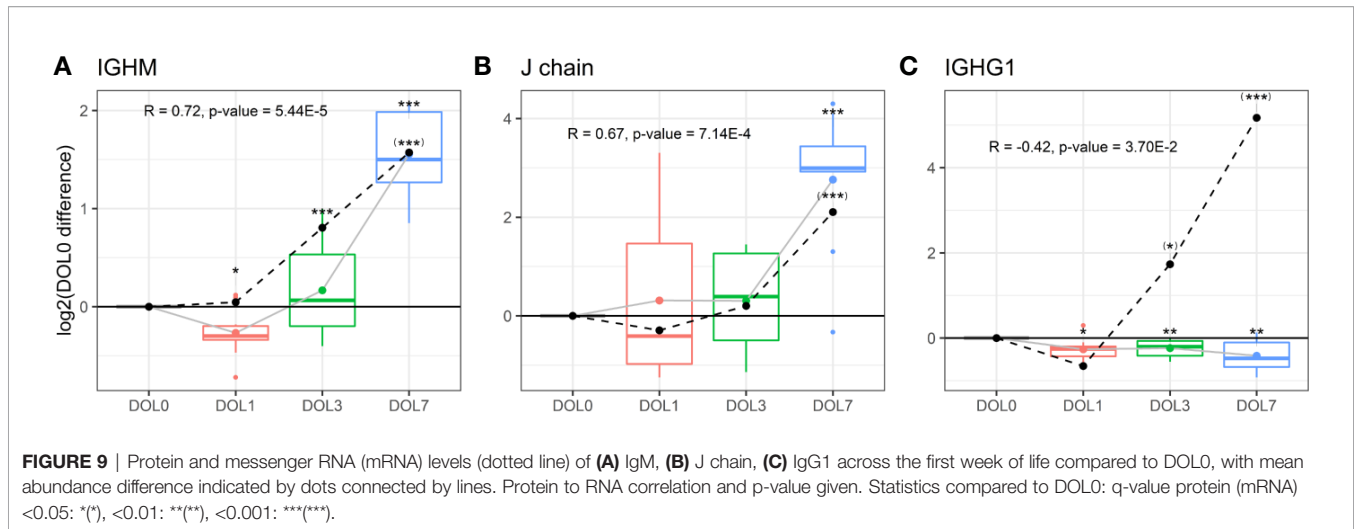 A IGHM
B J chain
C IGHG1
log2(DOL0 difference)
2
1
0
R = 0.72, p-value = 5.44E-5
*
***
***
(***)
DOL0 DOL1 DOL3 DOL7
4
2
0
R = 0.67, p-value = 7.14E-4
***
(***)
DOL0 DOL1 DOL3 DOL7
4
2
0
R = -0.42, p-value = 3.70E-2
(***)
(*)
*
**
**
DOL0 DOL1 DOL3 DOL7
FIGURE 9 | Protein and messenger RNA (mRNA) levels (dotted line) of (A) IgM, (B) J chain, (C) IgG1 across the first week of life compared to DOL0, with mean
abundance difference indicated by dots connected by lines. Protein to RNA correlation and p-value given. Statistics compared to DOL0: q-value protein (mRNA)
<0.05: *(*), <0.01: **(**), <0.001: ***(***).